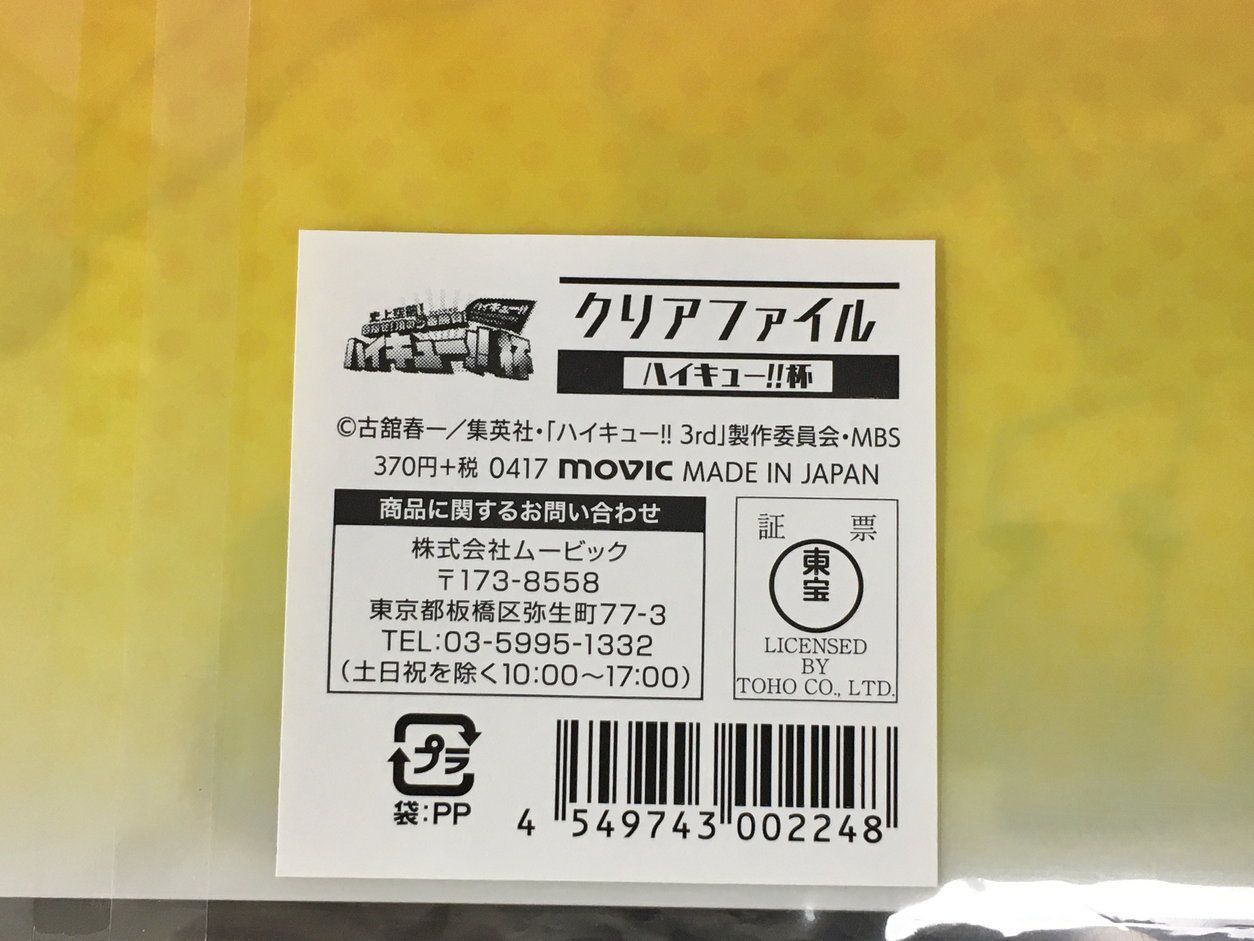 クリアファイル
ハイキュー!!
ハイキュー!!杯
ハイキュー!!杯
©古舘春一／集英社・「ハイキュー!! 3rd」製作委員会・MBS
370円+税 0417 movic MADE IN JAPAN
商品に関するお問い合わせ
株式会社ムービック
〒173-8558
東京都板橋区弥生町77-3
TEL:03-5995-1332
(土日祝を除く10:00～17:00)
証 票
東宝
LICENSED
BY
TOHO CO., LTD.
プラ
袋:PP
4 549743 002248